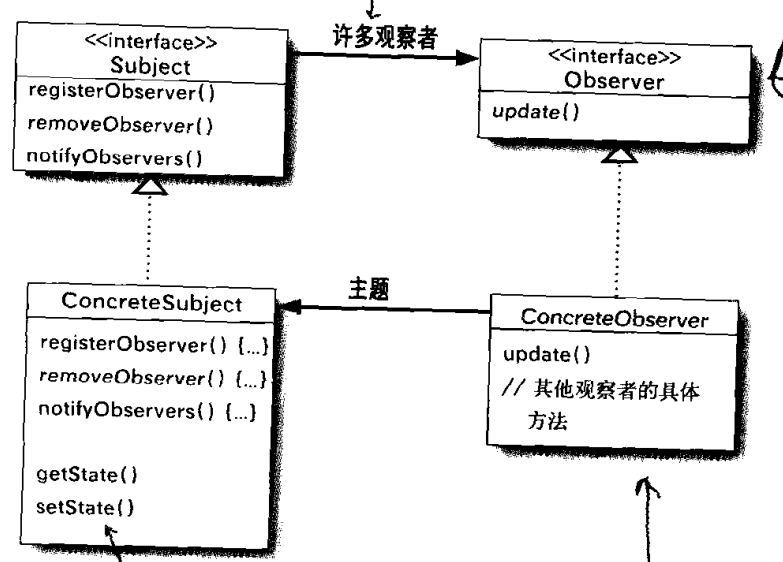 许多观察者
<<interface>>
Subject
registerObserver()
removeObserver()
notifyObservers()
<<interface>>
Observer
update()
主题
ConcreteSubject
registerObserver() {...}
removeObserver() {...}
notifyObservers() {...}
getState()
setState()
ConcreteObserver
update()
// 其他观察者的具体
方法